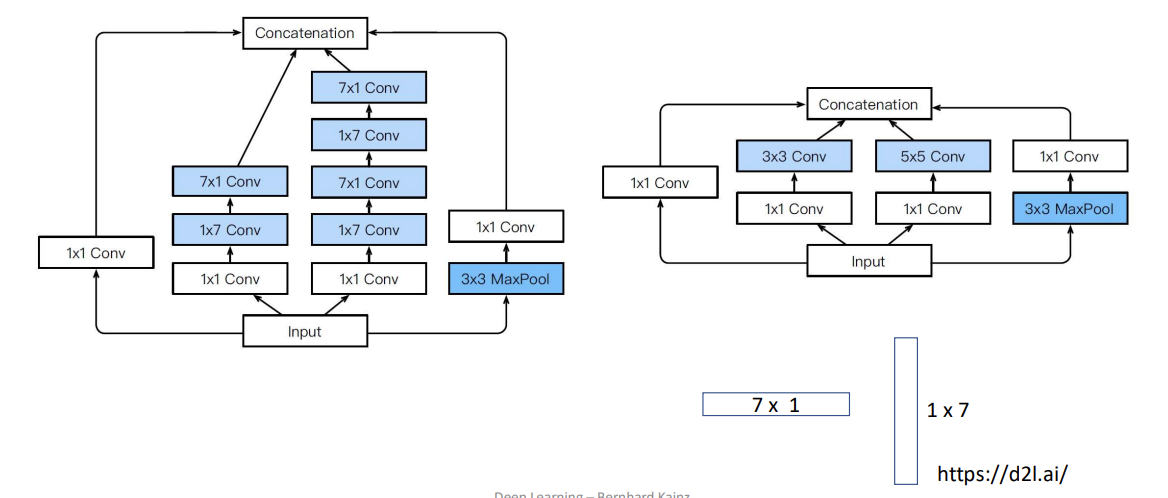 Concatenation
7x1 Conv
1x7 Conv
7x1 Conv
7x1 Conv
1x7 Conv
1x7 Conv
1x1 Conv
1x1 Conv
1x1 Conv
1x1 Conv
3x3 MaxPool
Input
Concatenation
3x3 Conv
5x5 Conv
1x1 Conv
1x1 Conv
1x1 Conv
1x1 Conv
3x3 MaxPool
Input
7 x 1
1 x 7
https://d2l.ai/
Deep Learning – Bernhard Kainz